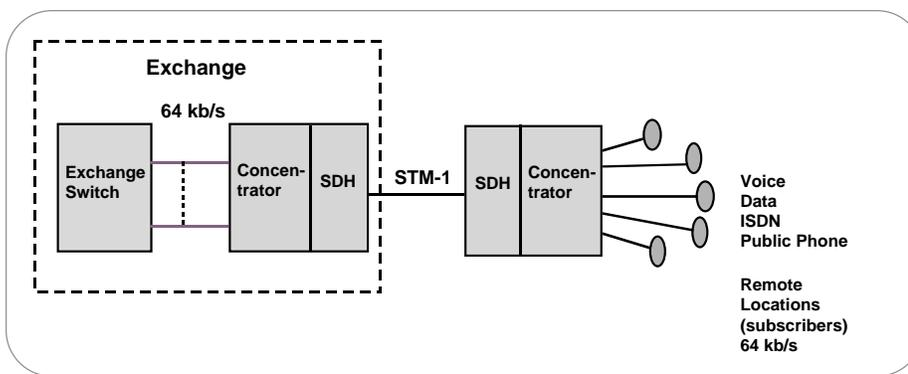 Exchange
64 kb/s
Exchange
Switch
Concen-
trator
SDH
STM-1
SDH
Concen-
trator
Voice
Data
ISDN
Public Phone
Remote
Locations
(subscribers)
64 kb/s